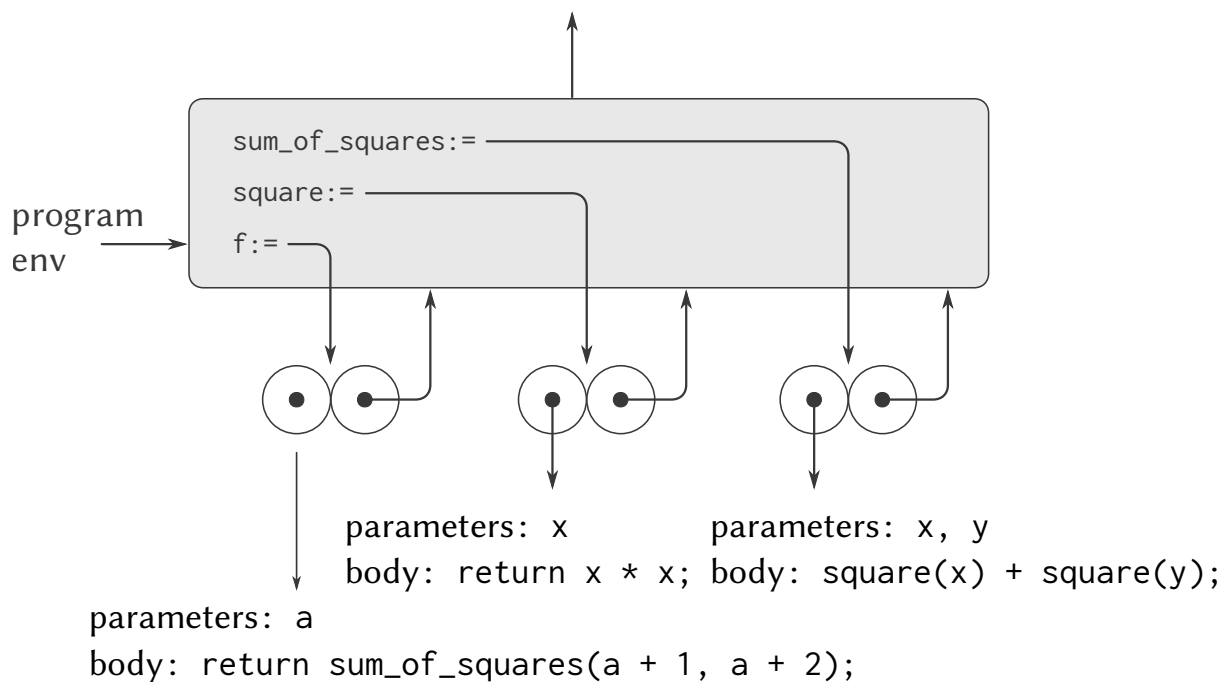 sum_of_squares:=
square:=
f:=
program
env
parameters: x
body: return x * x;
parameters: x, y
body: square(x) + square(y);
parameters: a
body: return sum_of_squares(a + 1, a + 2);